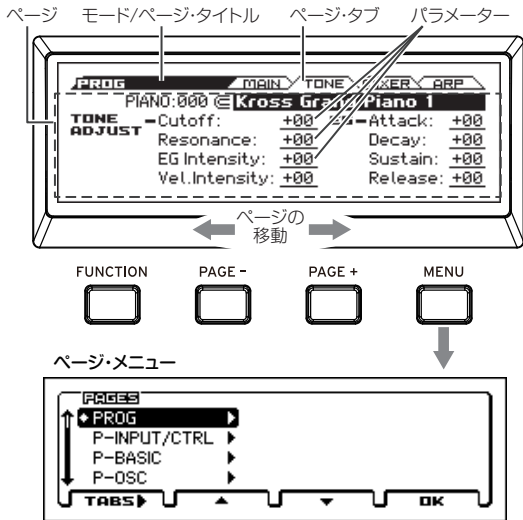 ページ モード/ページ・タイトル ページ・タブ パラメーター
PROG MAIN TONE MIXER ARP
PIANO:000 Kross Grand Piano 1
TONE ADJUST Cutoff: +00 EG Attack: +00
Resonance: +00 Decay: +00
EG Intensity: +00 Sustain: +00
Vel.Intensity: +00 Release: +00
ページの
移動
FUNCTION PAGE – PAGE + MENU
ページ・メニュー
PAGES
PROG
P-INPUT/CTRL
P-BASIC
P-OSC
TABS OK